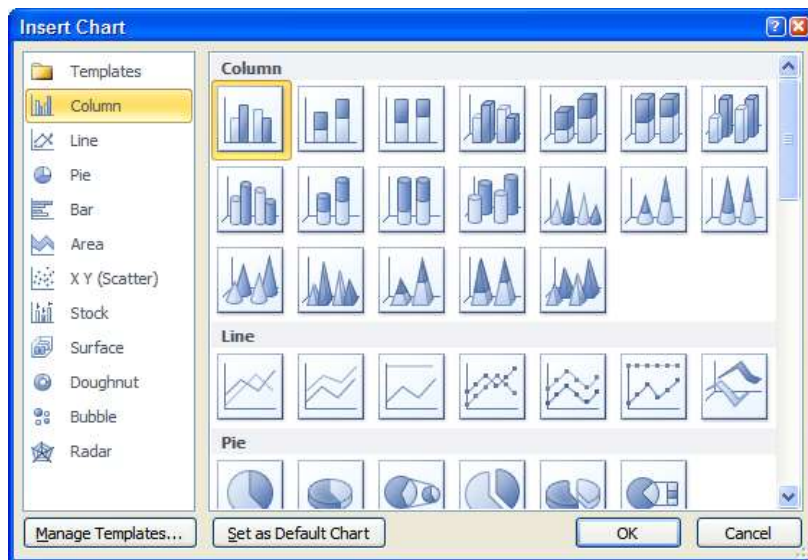 Insert Chart
Templates
Column
Line
Pie
Bar
Area
X Y (Scatter)
Stock
Surface
Doughnut
Bubble
Radar
Column
Line
Pie
Manage Templates...
Set as Default Chart
OK
Cancel